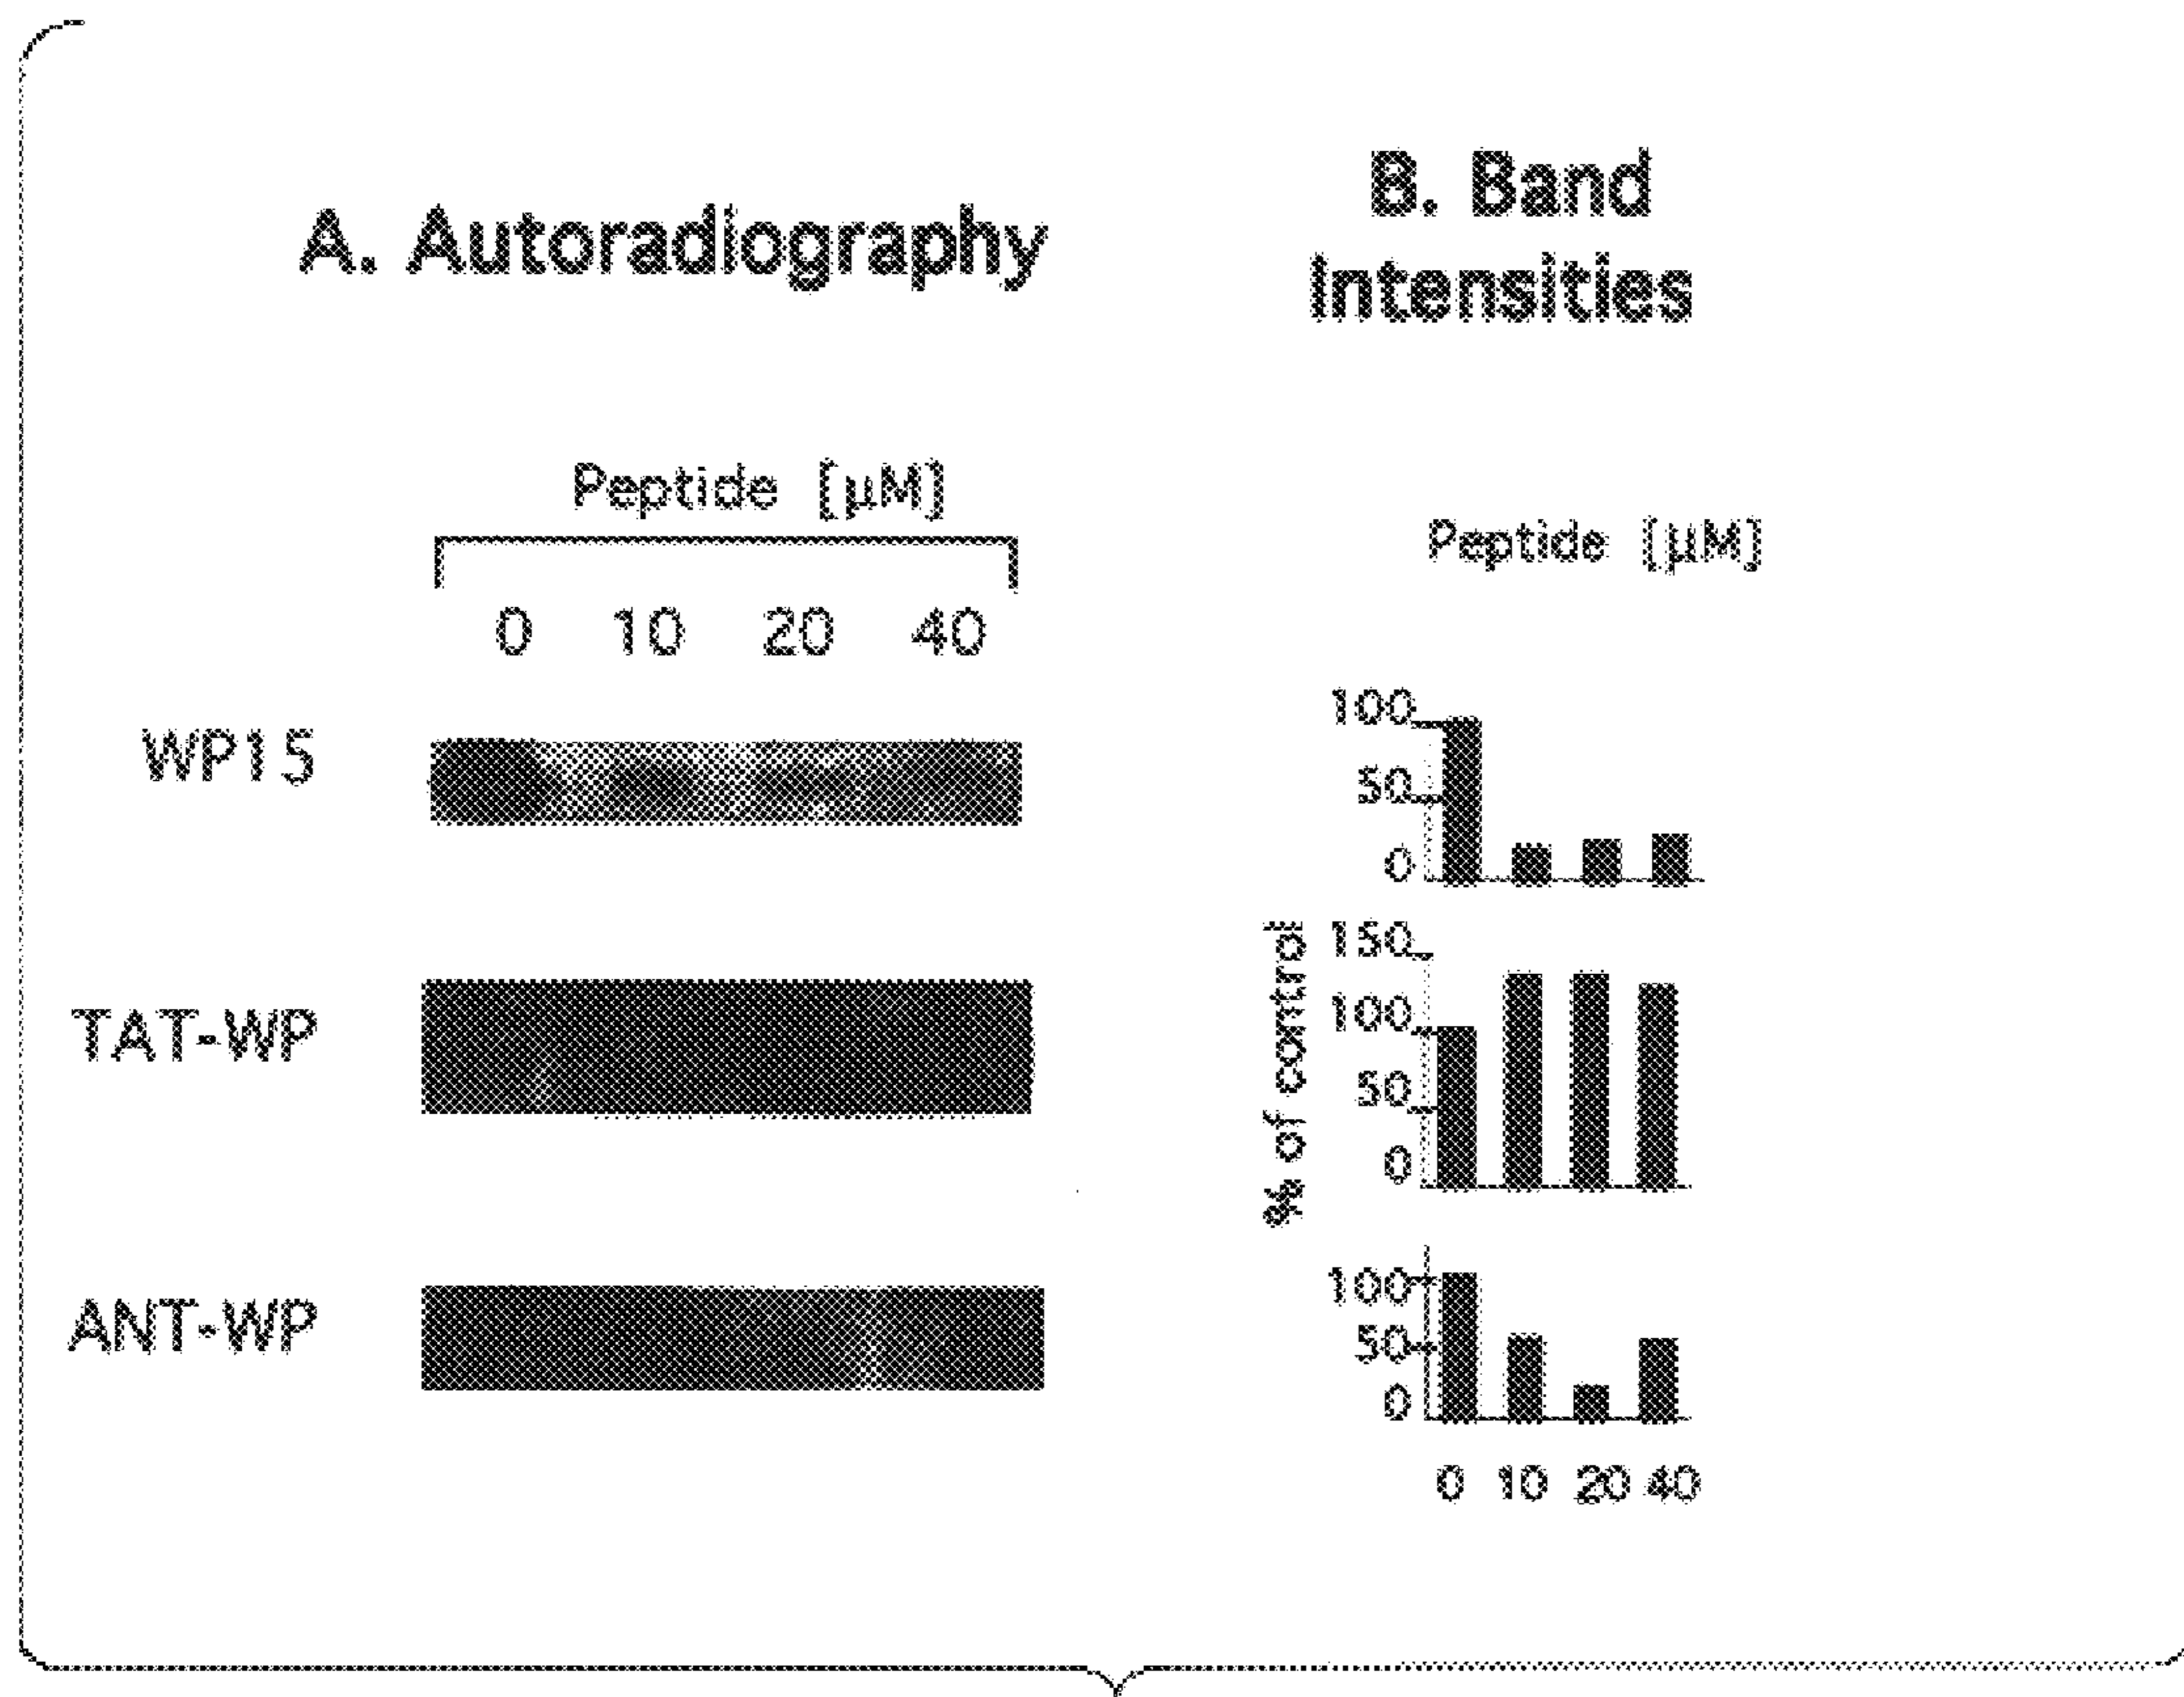 A. Autoradiography
Peptide [µM]
0 10 20 40
WP15
TAT-WP
ANT-WP
B. Band
Intensities
Peptide [µM]
% of control
100
50
0
150
100
50
0
100
50
0
0 10 20 40